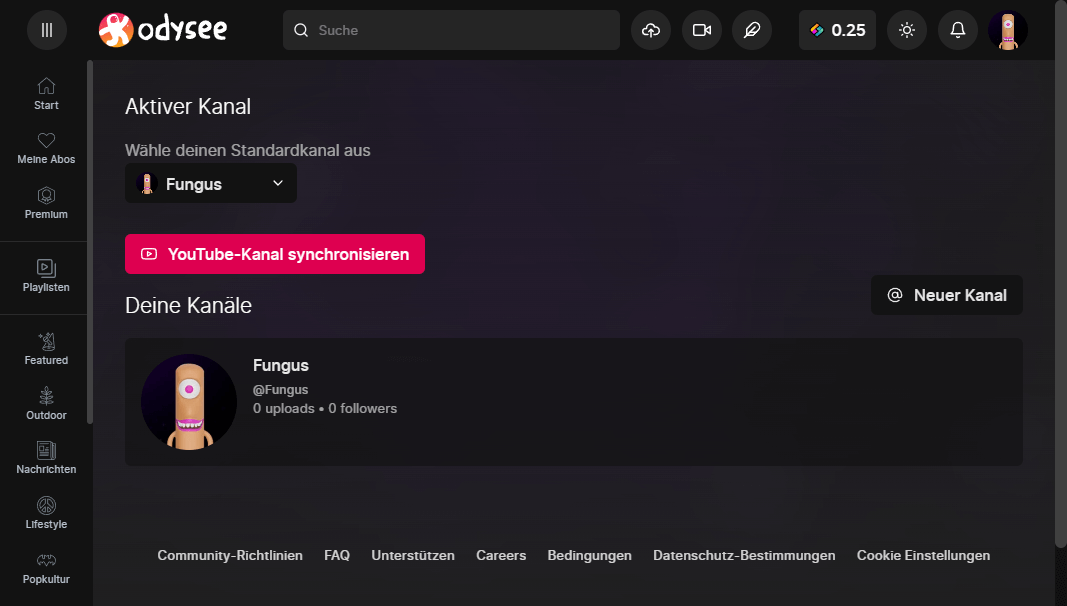 odysee
Suche
0.25
Start
Meine Abos
Premium
Playlisten
Featured
Outdoor
Nachrichten
Lifestyle
Popkultur
Aktiver Kanal
Wähle deinen Standardkanal aus
Fungus
YouTube-Kanal synchronisieren
Deine Kanäle
@ Neuer Kanal
Fungus
@Fungus
0 uploads • 0 followers
Community-Richtlinien FAQ Unterstützen Careers Bedingungen Datenschutz-Bestimmungen Cookie Einstellungen